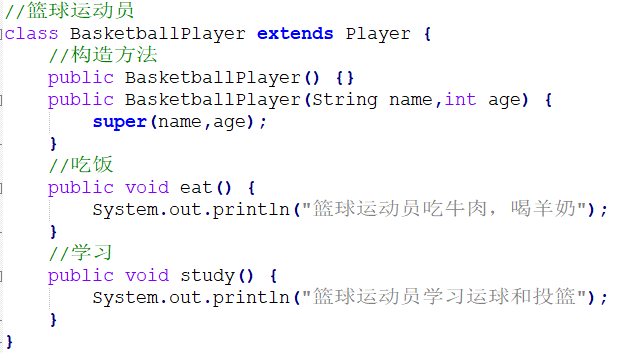 //篮球运动员
class BasketballPlayer extends Player {
    //构造方法
    public BasketballPlayer() {}
    public BasketballPlayer(String name,int age) {
        super(name,age);
    }
    //吃饭
    public void eat() {
        System.out.println("篮球运动员吃牛肉，喝羊奶");
    }
    //学习
    public void study() {
        System.out.println("篮球运动员学习运球和投篮");
    }
}